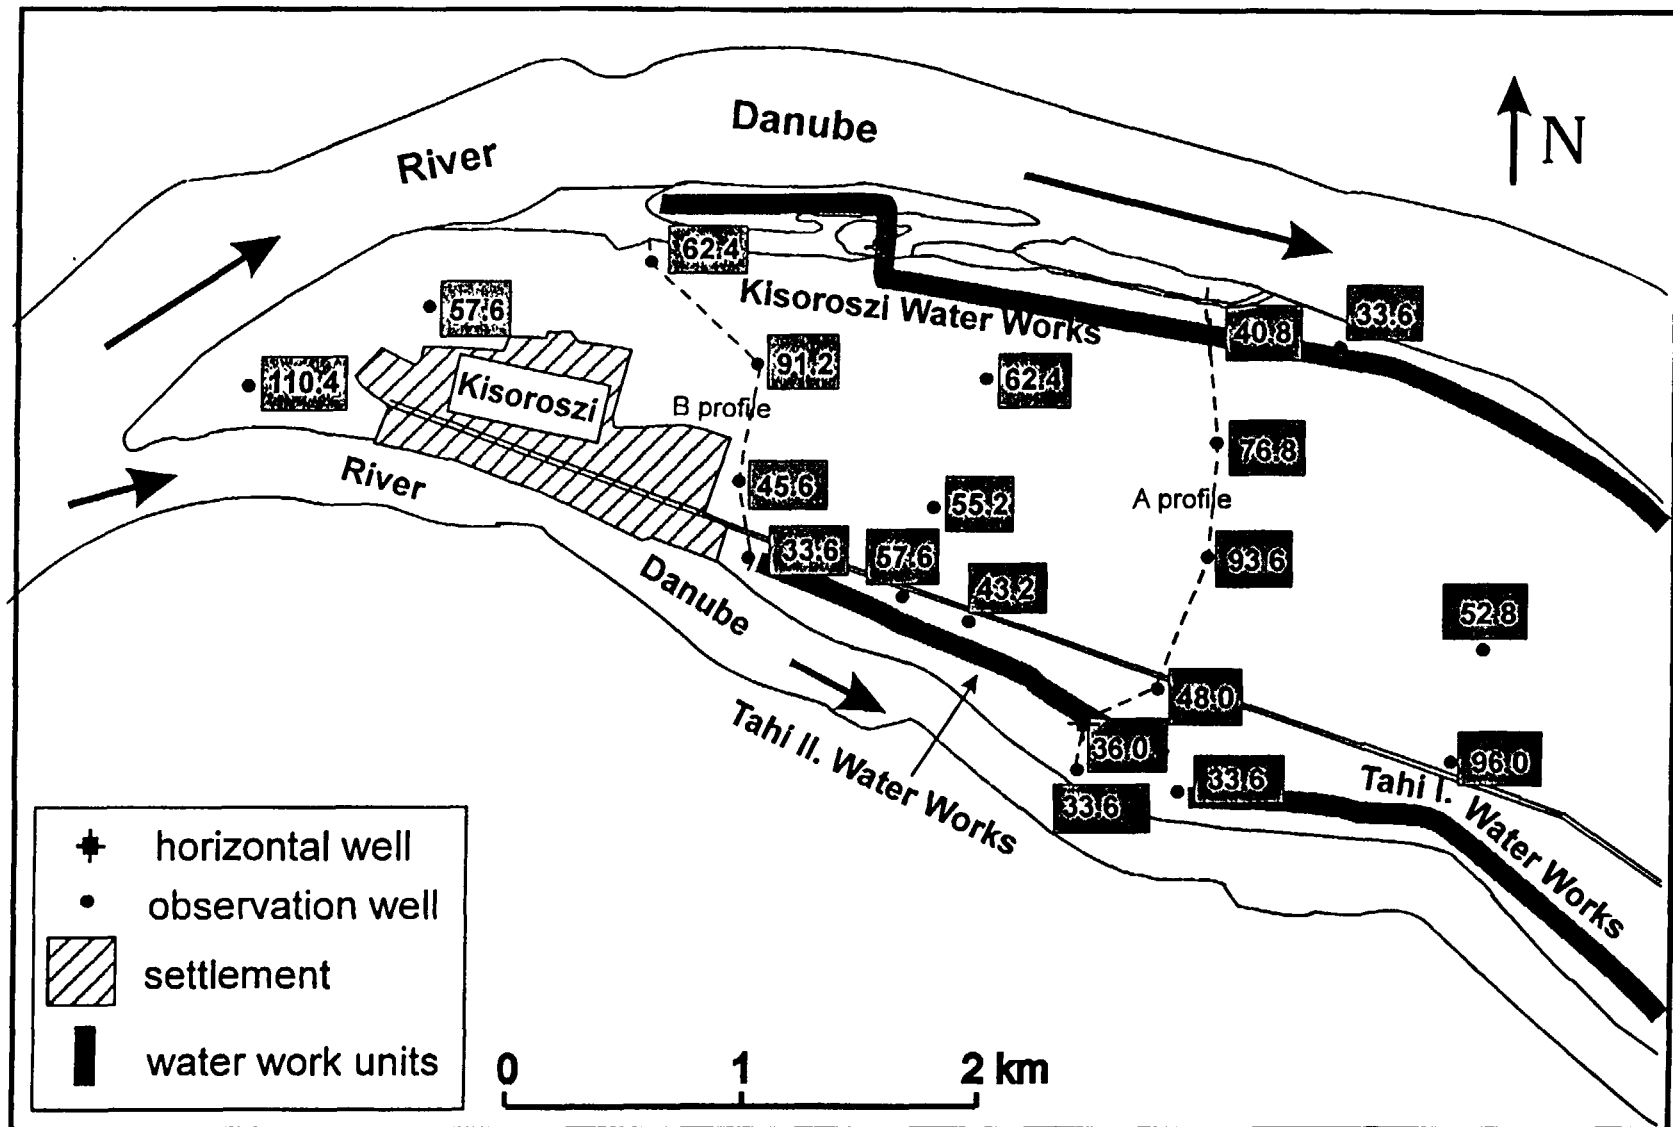 Danube
River
N
62.4
Kisoroszi Water Works
57.6
33.6
40.8
91.2
62.4
110.4
Kisoroszi
B profile
76.8
River
45.6
55.2
A profile
33.6
57.6
93.6
43.2
Danube
52.8
48.0
Tahi II. Water Works
36.0
33.6
33.6
96.0
Tahi I. Water Works
horizontal well
observation well
settlement
water work units
0 1 2 km